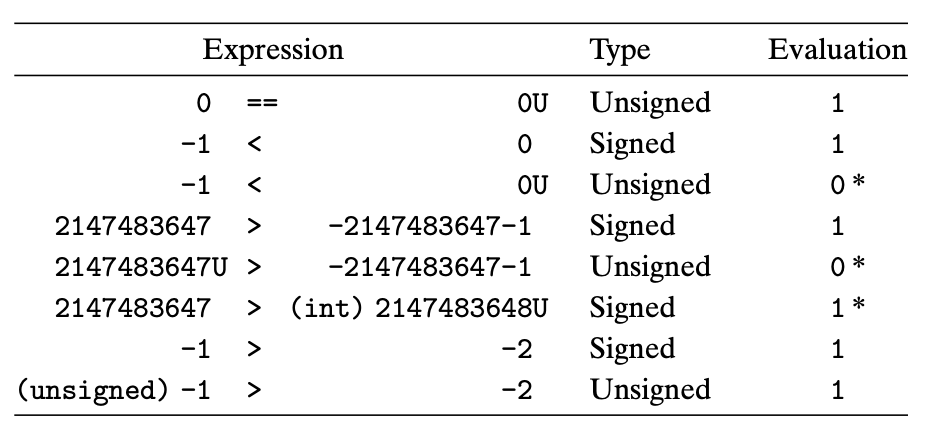 Expression Type Evaluation
0 == 0U Unsigned 1
-1 < 0 Signed 1
-1 < 0U Unsigned 0 *
2147483647 > -2147483647-1 Signed 1
2147483647U > -2147483647-1 Unsigned 0 *
2147483647 > (int) 2147483648U Signed 1 *
-1 > -2 Signed 1
(unsigned) -1 > -2 Unsigned 1